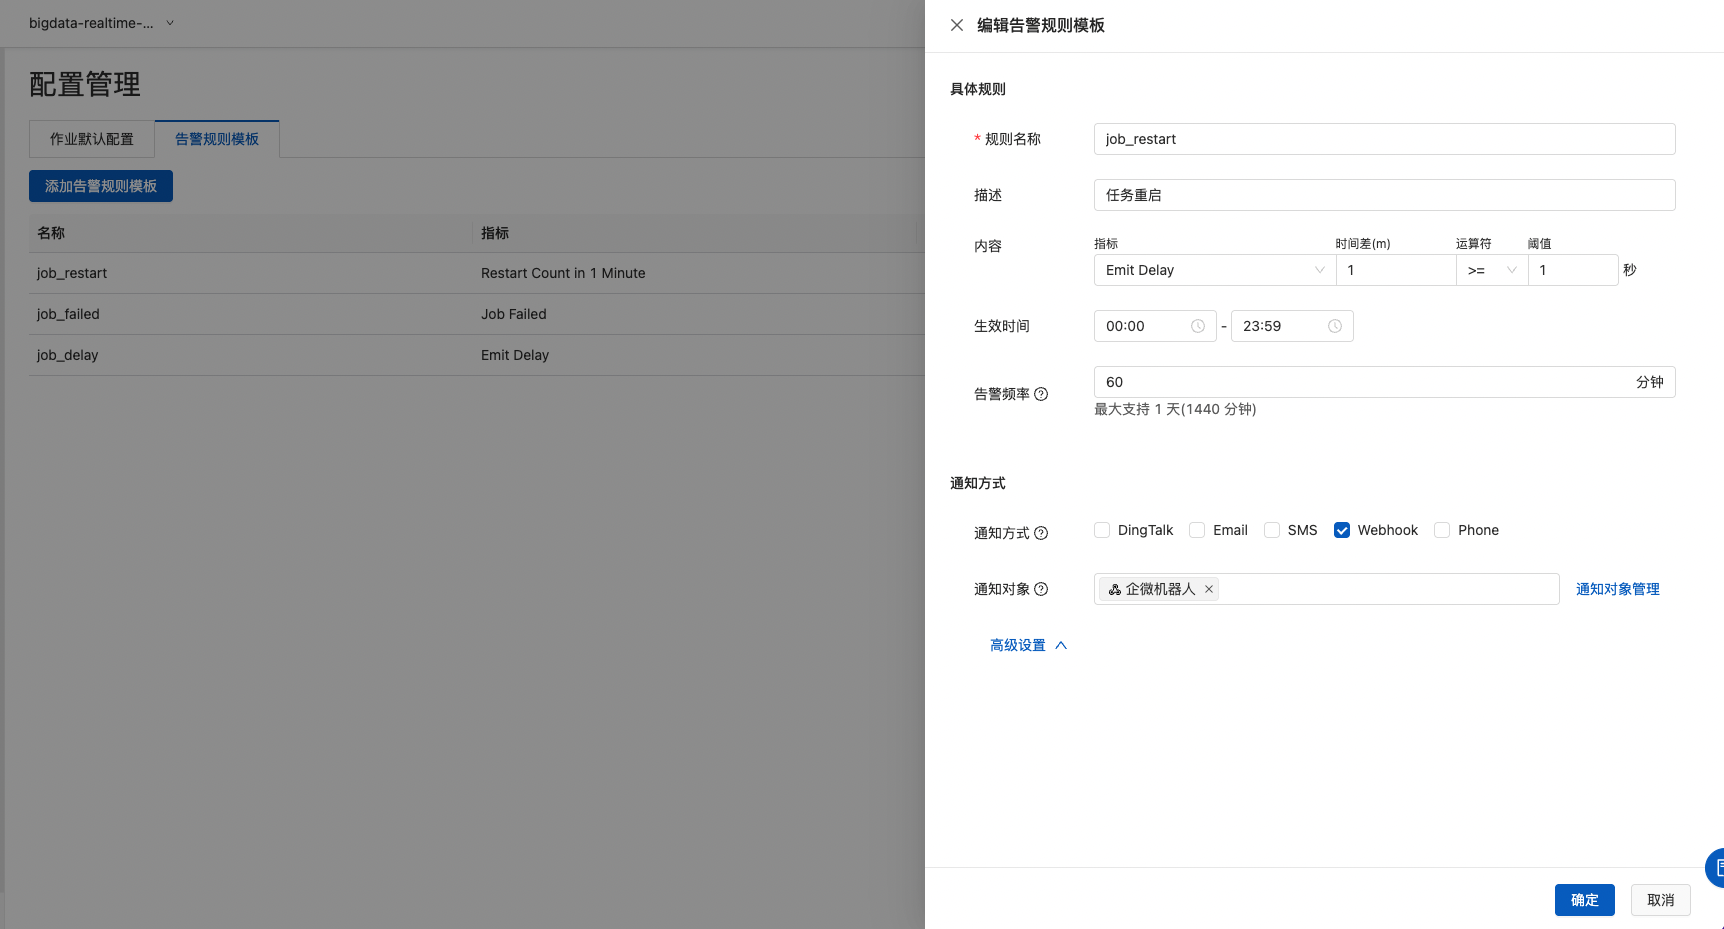 bigdata-realtime-...
配置管理
作业默认配置
告警规则模板
添加告警规则模板
名称 指标
job_restart Restart Count in 1 Minute
job_failed Job Failed
job_delay Emit Delay
编辑告警规则模板
具体规则
* 规则名称 job_restart
描述 任务重启
内容 指标 时间差(m) 运算符 阈值
Emit Delay 1 >= 1 秒
生效时间 00:00 - 23:59
告警频率 60 分钟
最大支持 1 天(1440 分钟)
通知方式
通知方式 DingTalk Email SMS Webhook Phone
通知对象 企微机器人 通知对象管理
高级设置
确定 取消